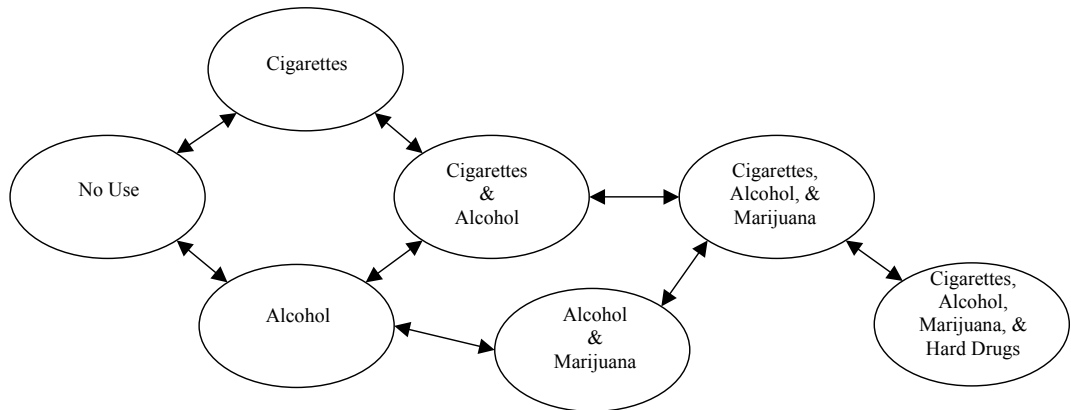 Cigarettes
No Use
Cigarettes
&
Alcohol
Cigarettes,
Alcohol, &
Marijuana
Alcohol
Alcohol
&
Marijuana
Cigarettes,
Alcohol,
Marijuana, &
Hard Drugs